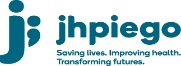 jhpiego
Saving lives. Improving health.
Transforming futures.